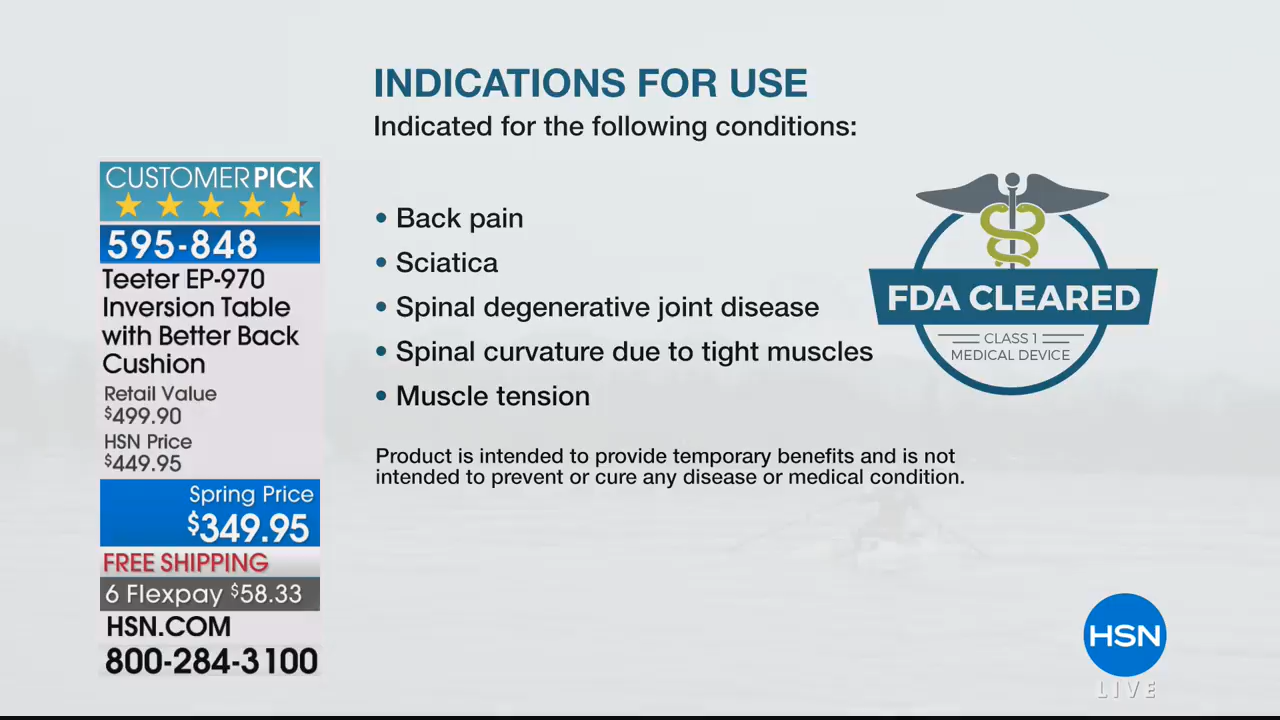 INDICATIONS FOR USE
Indicated for the following conditions:
• Back pain
• Sciatica
• Spinal degenerative joint disease
• Spinal curvature due to tight muscles
• Muscle tension
Product is intended to provide temporary benefits and is not
intended to prevent or cure any disease or medical condition.
FDA CLEARED
CLASS 1
MEDICAL DEVICE
CUSTOMER PICK
595-848
Teeter EP-970
Inversion Table
with Better Back
Cushion
Retail Value
$499.90
HSN Price
$449.95
Spring Price
$349.95
FREE SHIPPING
6 Flexpay $58.33
HSN.COM
800-284-3100
HSN
LIVE